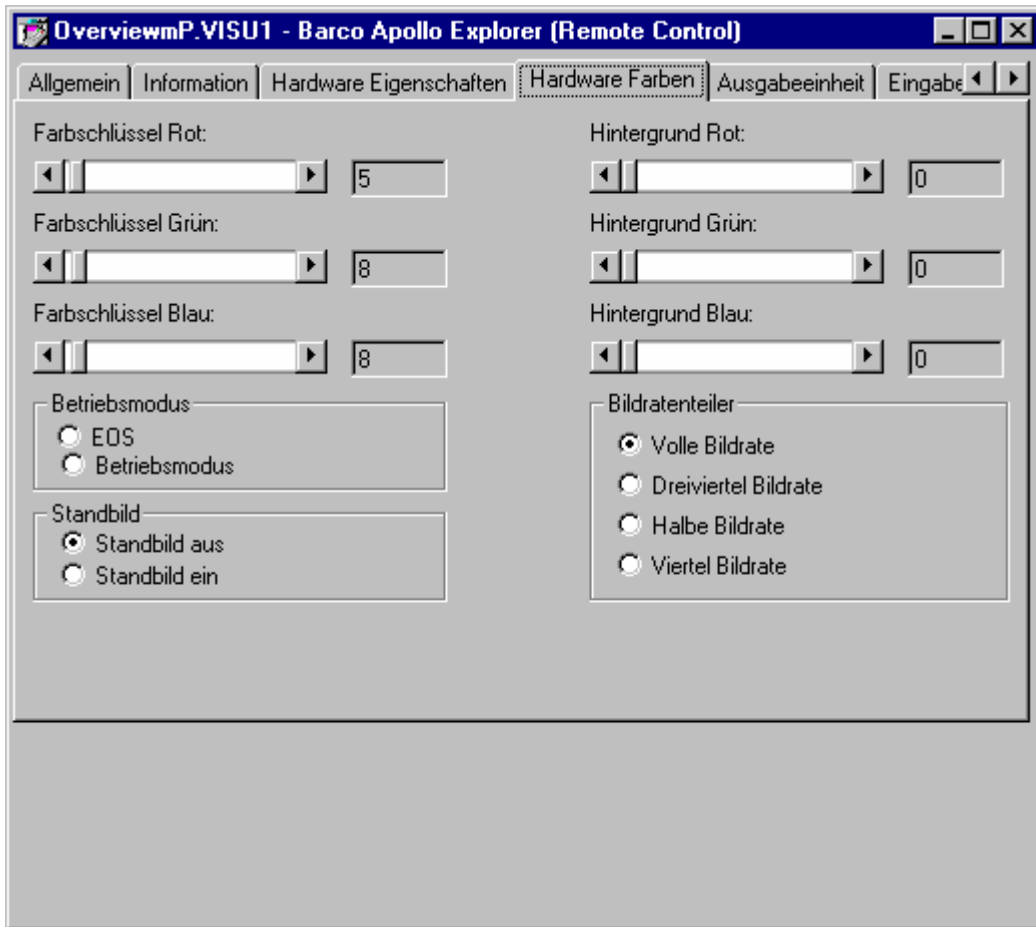 OverviewmP.VISU1 - Barco Apollo Explorer (Remote Control)
Allgemein Information Hardware Eigenschaften Hardware Farben Ausgabeeinheit Eingabe
Farbschlüssel Rot:
5
Farbschlüssel Grün:
8
Farbschlüssel Blau:
8
Betriebsmodus
EOS
Betriebsmodus
Standbild
Standbild aus
Standbild ein
Hintergrund Rot:
0
Hintergrund Grün:
0
Hintergrund Blau:
0
Bildratenteiler
Volle Bildrate
Dreiviertel Bildrate
Halbe Bildrate
Viertel Bildrate